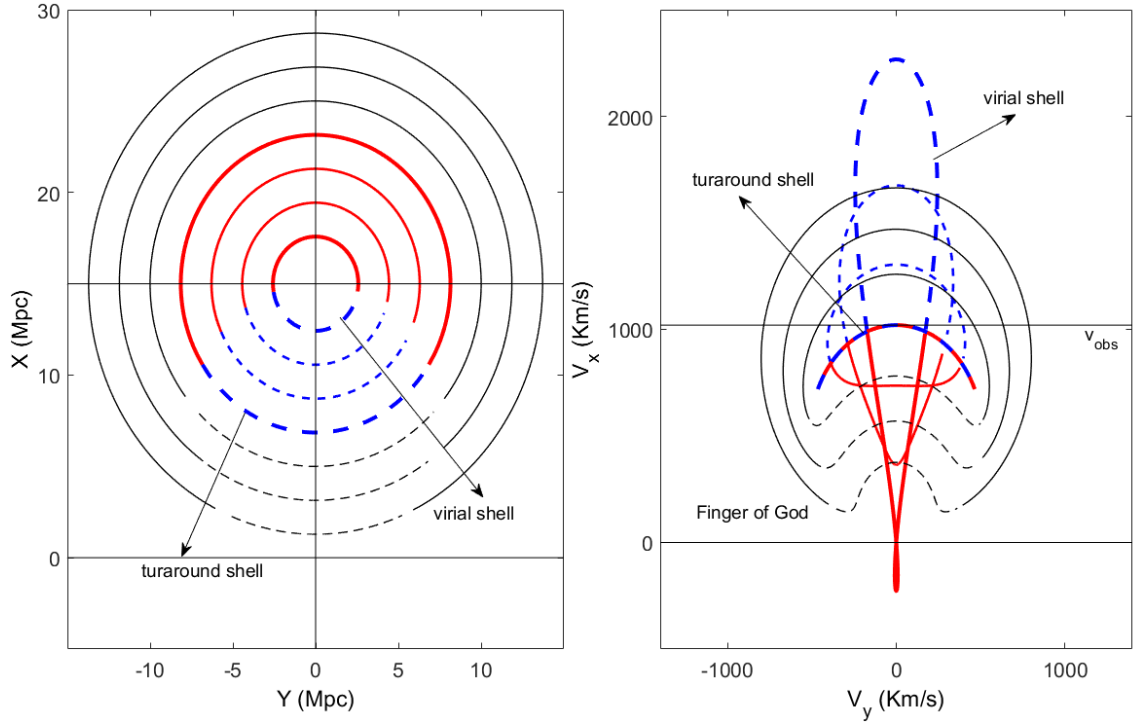 30
20
10
0
X (Mpc)
-10
-5
0
5
10
Y (Mpc)
virial shell
turaround shell
2000
1000
0
V_x (Km/s)
-1000
0
1000
V_y (Km/s)
virial shell
turaround shell
v_obs
Finger of God